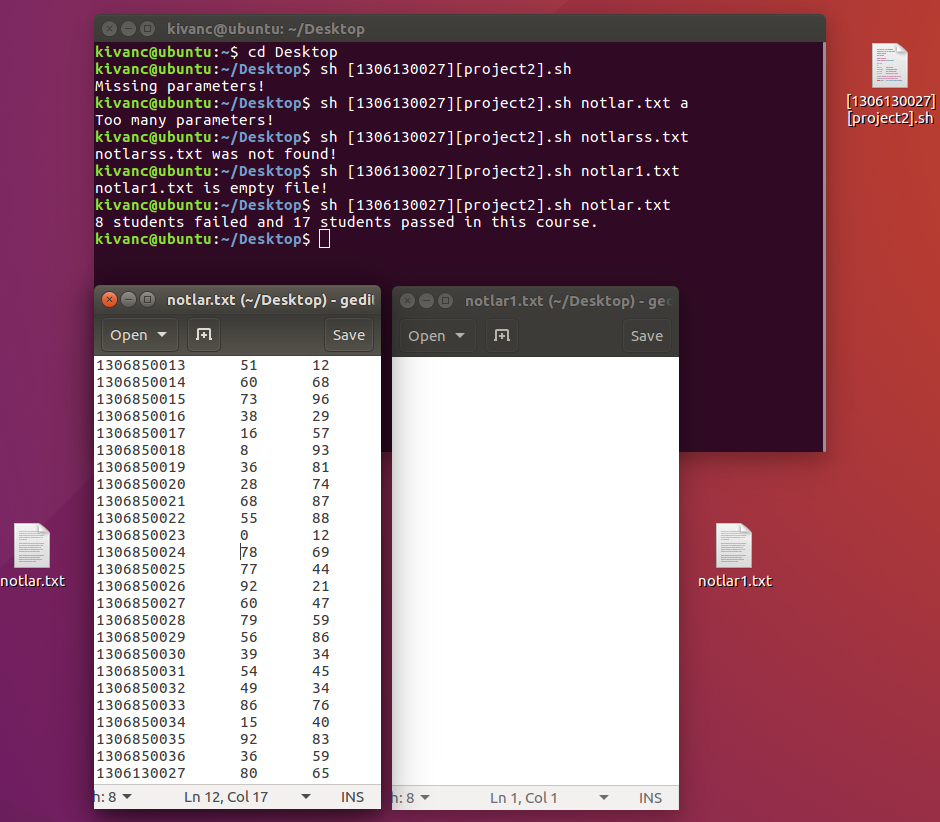 kivanc@ubuntu: ~/Desktop
kivanc@ubuntu:~$ cd Desktop
kivanc@ubuntu:~/Desktop$ sh [1306130027][project2].sh
Missing parameters!
kivanc@ubuntu:~/Desktop$ sh [1306130027][project2].sh notlar.txt a
Too many parameters!
kivanc@ubuntu:~/Desktop$ sh [1306130027][project2].sh notlarss.txt
notlarss.txt was not found!
kivanc@ubuntu:~/Desktop$ sh [1306130027][project2].sh notlar1.txt
notlar1.txt is empty file!
kivanc@ubuntu:~/Desktop$ sh [1306130027][project2].sh notlar.txt
8 students failed and 17 students passed in this course.
kivanc@ubuntu:~/Desktop$
[1306130027]
[project2].sh
notlar.txt (~/Desktop) - gedit
Open Save
1306850013 51 12
1306850014 60 68
1306850015 73 96
1306850016 38 29
1306850017 16 57
1306850018 8 93
1306850019 36 81
1306850020 28 74
1306850021 68 87
1306850022 55 88
1306850023 0 12
1306850024 78 69
1306850025 77 44
1306850026 92 21
1306850027 60 47
1306850028 79 59
1306850029 56 86
1306850030 39 34
1306850031 54 45
1306850032 49 34
1306850033 86 76
1306850034 15 40
1306850035 92 83
1306850036 36 59
1306130027 80 65
h: 8 Ln 12, Col 17 INS
notlar1.txt (~/Desktop) - gec
Open Save
h: 8 Ln 1, Col 1 INS
notlar.txt
notlar1.txt